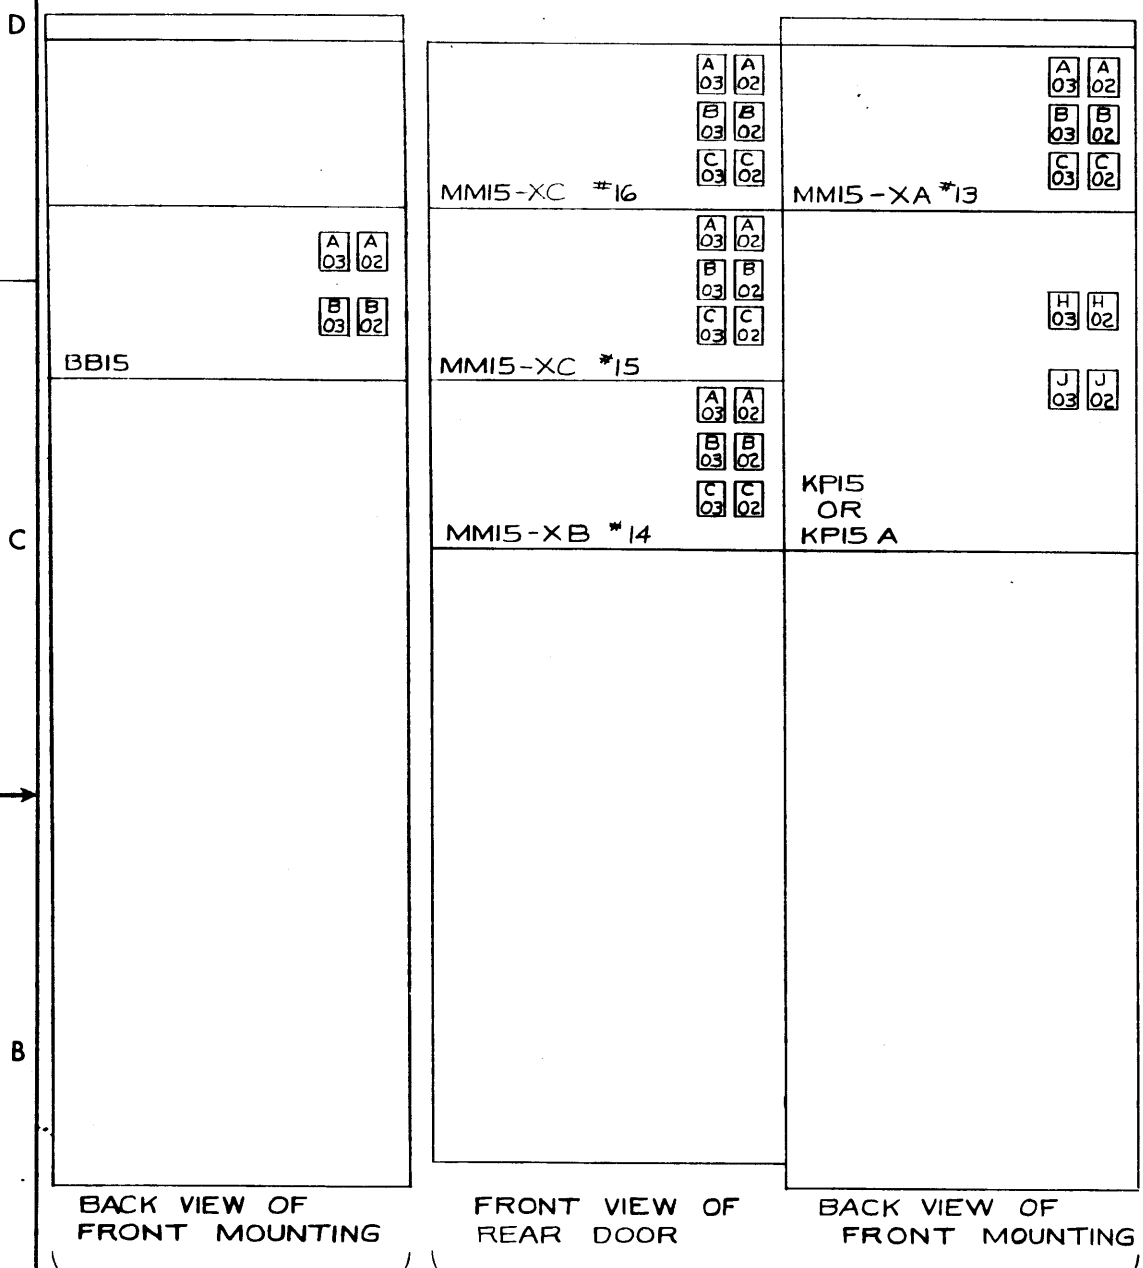 D
A A
03 02
B B
03 02
C C
03 02
MM15-XC #16
A A
03 02
B B
03 02
C C
03 02
MM15-XA #13
A A
03 02
B B
03 02
BB15
A A
03 02
B B
03 02
C C
03 02
MM15-XC #15
H H
03 02
J J
03 02
KP15
OR
KP15 A
A A
03 02
B B
03 02
C C
03 02
MM15-XB #14
C
B
BACK VIEW OF
FRONT MOUNTING
FRONT VIEW OF
REAR DOOR
BACK VIEW OF
FRONT MOUNTING